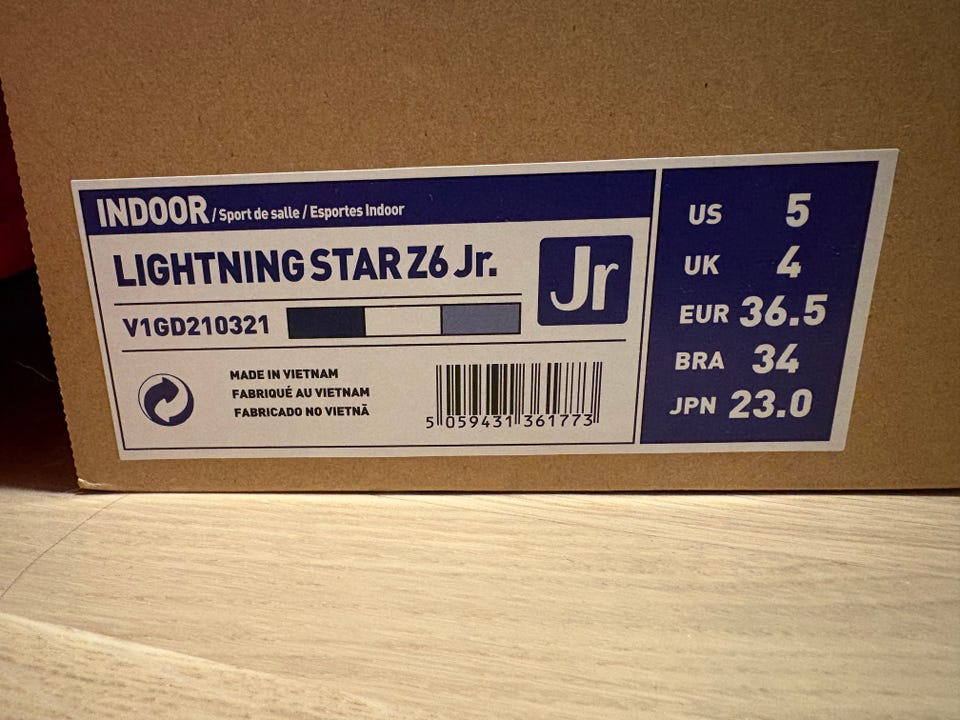 INDOOR / Sport de salle / Esportes Indoor
LIGHTNING STAR Z6 Jr.
Jr
V1GD210321
MADE IN VIETNAM
FABRIQUÉ AU VIETNAM
FABRICADO NO VIETNÃ
5 059431 361773
US 5
UK 4
EUR 36.5
BRA 34
JPN 23.0